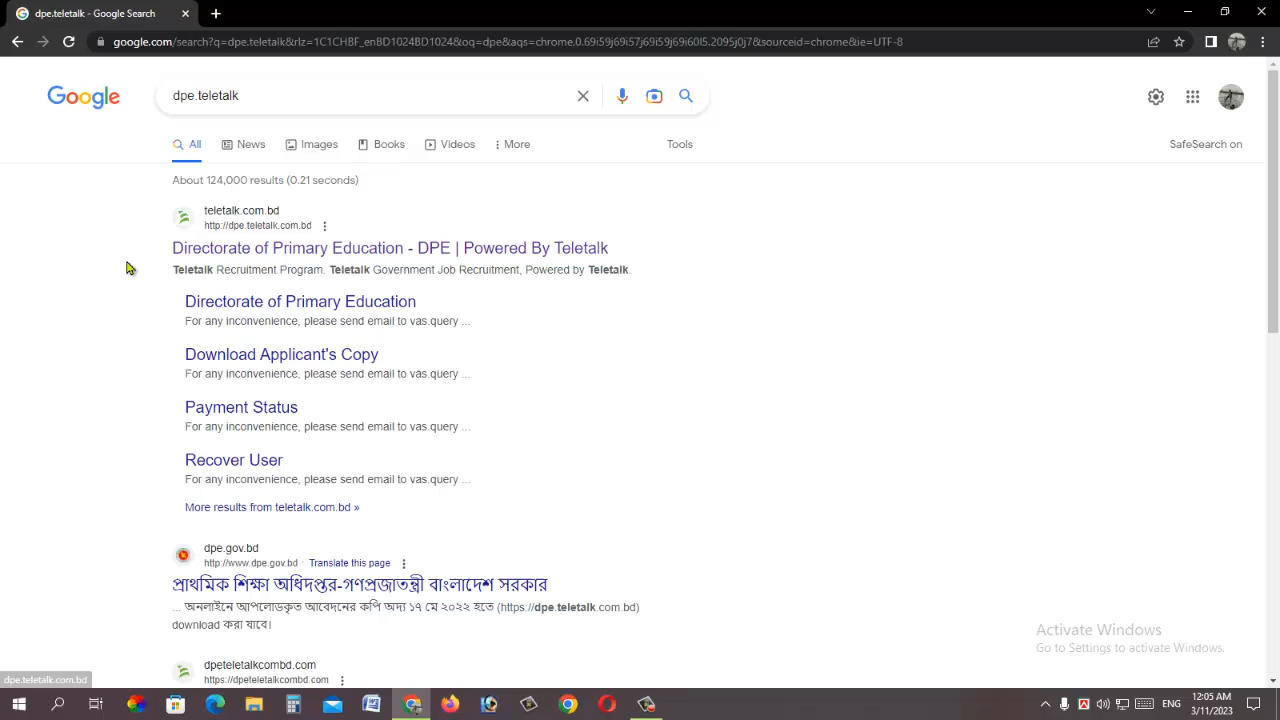 dpe.teletalk - Google Search
google.com/search?q=dpe.teletalk&rlz=1C1CHBF_enBD1024BD1024&oq=dpe&aqs=chrome.0.69i59j69i57j69i59j69i60l5.2095j0j7&sourceid=chrome&ie=UTF-8
Google
dpe.teletalk
All News Images Books Videos More Tools SafeSearch on
About 124,000 results (0.21 seconds)
teletalk.com.bd
http://dpe.teletalk.com.bd
Directorate of Primary Education - DPE | Powered By Teletalk
Teletalk Recruitment Program. Teletalk Government Job Recruitment, Powered by Teletalk.
Directorate of Primary Education
For any inconvenience, please send email to vas.query ...
Download Applicant's Copy
For any inconvenience, please send email to vas.query ...
Payment Status
For any inconvenience, please send email to vas.query ...
Recover User
For any inconvenience, please send email to vas.query ...
More results from teletalk.com.bd »
dpe.gov.bd
http://www.dpe.gov.bd · Translate this page
প্রাথমিক শিক্ষা অধিদপ্তর-গণপ্রজাতন্ত্রী বাংলাদেশ সরকার
... অনলাইনে আপলোডকৃত আবেদনের কপি অদ্য ১৭ মে ২০২২ হতে (https://dpe.teletalk.com.bd)
download করা যাবে।
Activate Windows
Go to Settings to activate Windows.
dpeteletalkcombd.com
https://dpeteletalkcombd.com
dpe.teletalk.com.bd
ENG
12:05 AM
3/11/2023